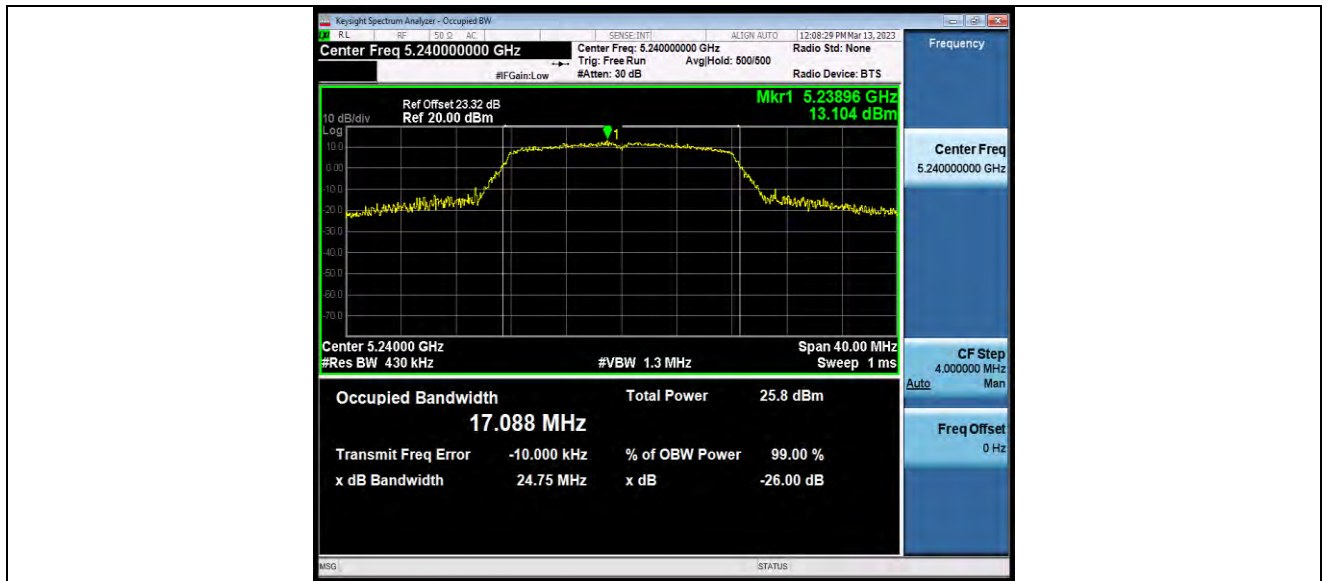 Keysight Spectrum Analyzer - Occupied BW
RL RF 50 Ω AC SENSE:INT ALIGN AUTO 12:08:29 PM Mar 13, 2023
Center Freq 5.240000000 GHz
Center Freq: 5.240000000 GHz Radio Std: None
Trig: Free Run Avg|Hold: 500/500
#IFGain:Low #Atten: 30 dB Radio Device: BTS
Mkr1 5.23896 GHz
13.104 dBm
Ref Offset 23.32 dB
10 dB/div Ref 20.00 dBm
Log
10.0
0.00
-10.0
-20.0
-30.0
-40.0
-50.0
-60.0
-70.0
1
Center 5.24000 GHz Span 40.00 MHz
#Res BW 430 kHz #VBW 1.3 MHz Sweep 1 ms
Occupied Bandwidth Total Power 25.8 dBm
17.088 MHz
Transmit Freq Error -10.000 kHz % of OBW Power 99.00 %
x dB Bandwidth 24.75 MHz x dB -26.00 dB
MSG STATUS
Frequency
Center Freq
5.240000000 GHz
CF Step
4.000000 MHz
Auto Man
Freq Offset
0 Hz